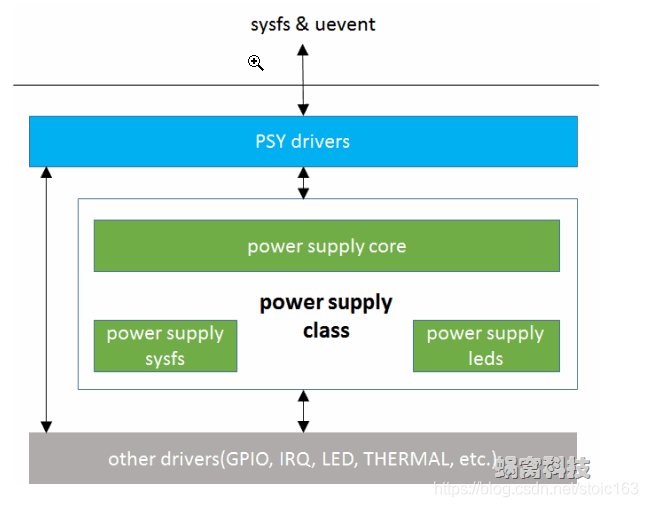 sysfs & uevent
PSY drivers
power supply core
power supply
class
power supply
sysfs
power supply
leds
other drivers(GPIO, IRQ, LED, THERMAL, etc.)
蜗窝科技
https://blog.csdn.net/stoic163